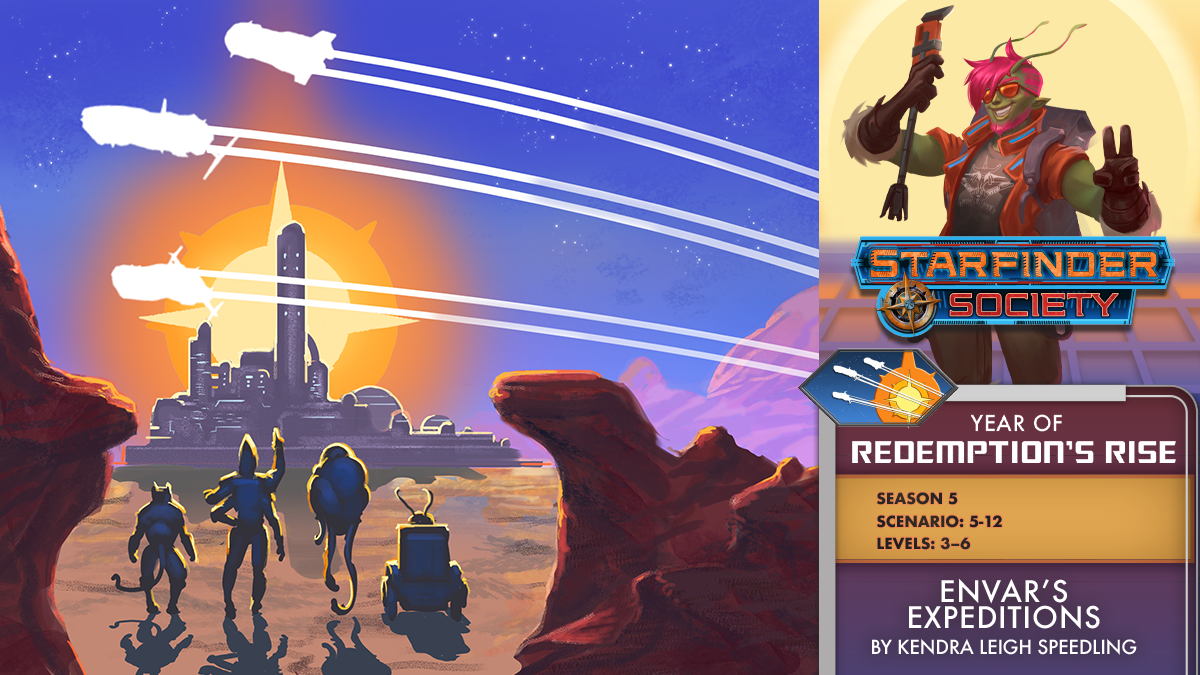 STARFINDER
SOCIETY
YEAR OF
REDEMPTION'S RISE
SEASON 5
SCENARIO: 5-12
LEVELS: 3–6
ENVAR'S
EXPEDITIONS
BY KENDRA LEIGH SPEEDLING